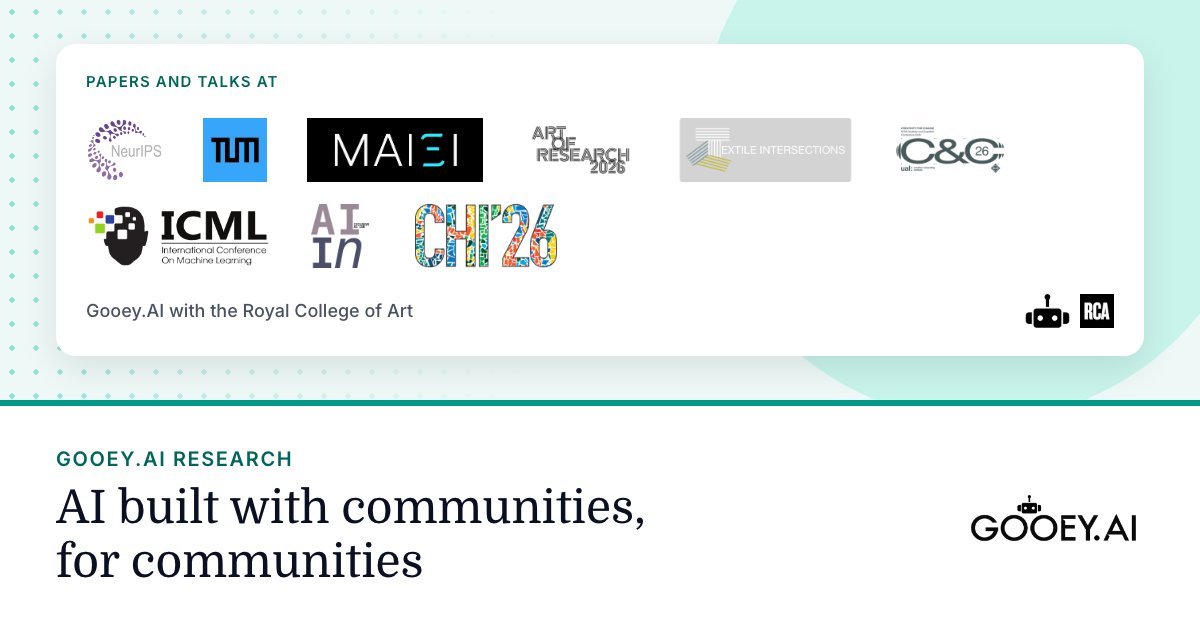 PAPERS AND TALKS AT
NeurIPS
TUM
MAIEI
ART
OF
RESEARCH
2026
TEXTILE INTERSECTIONS
C&C 26
ual:
ICML
International Conference
On Machine Learning
AI
In
CHI'26
Gooey.AI with the Royal College of Art
RCA
GOOEY.AI RESEARCH
AI built with communities,
for communities
GOOEY.AI